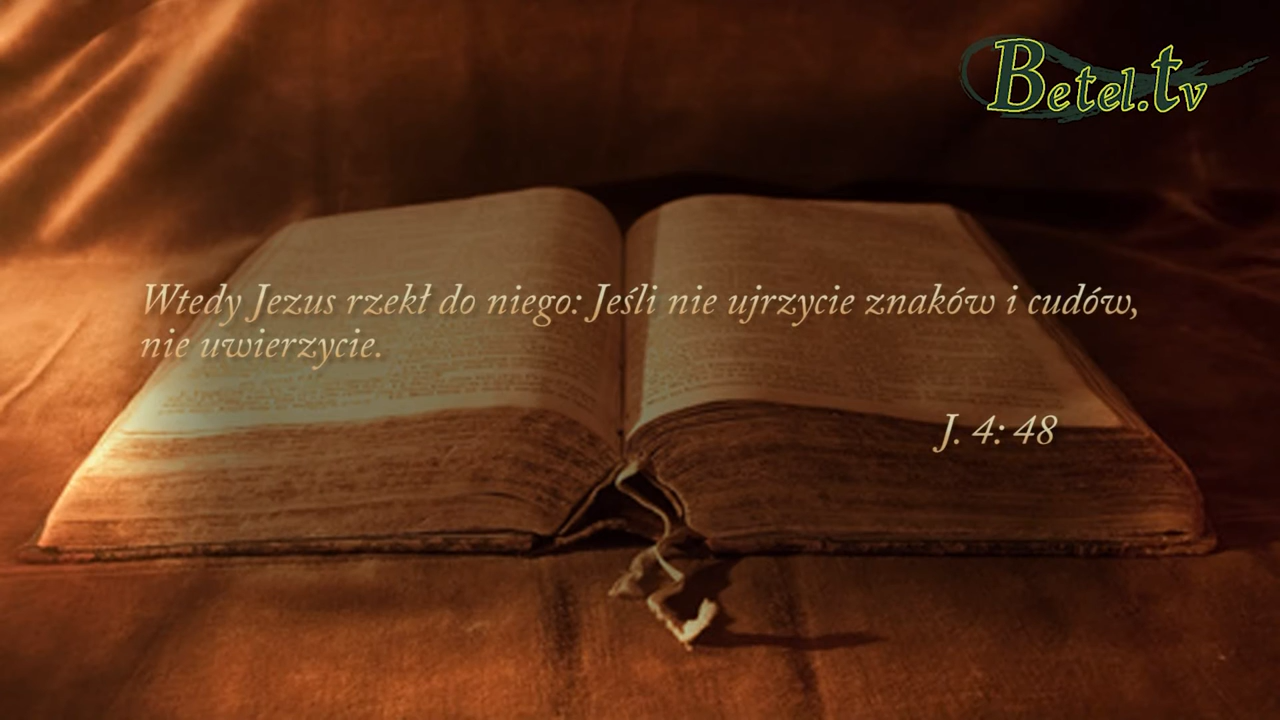 Betel.tv
Wtedy Jezus rzekł do niego: Jeśli nie ujrzycie znaków i cudów,
nie uwierzycie.
J. 4: 48